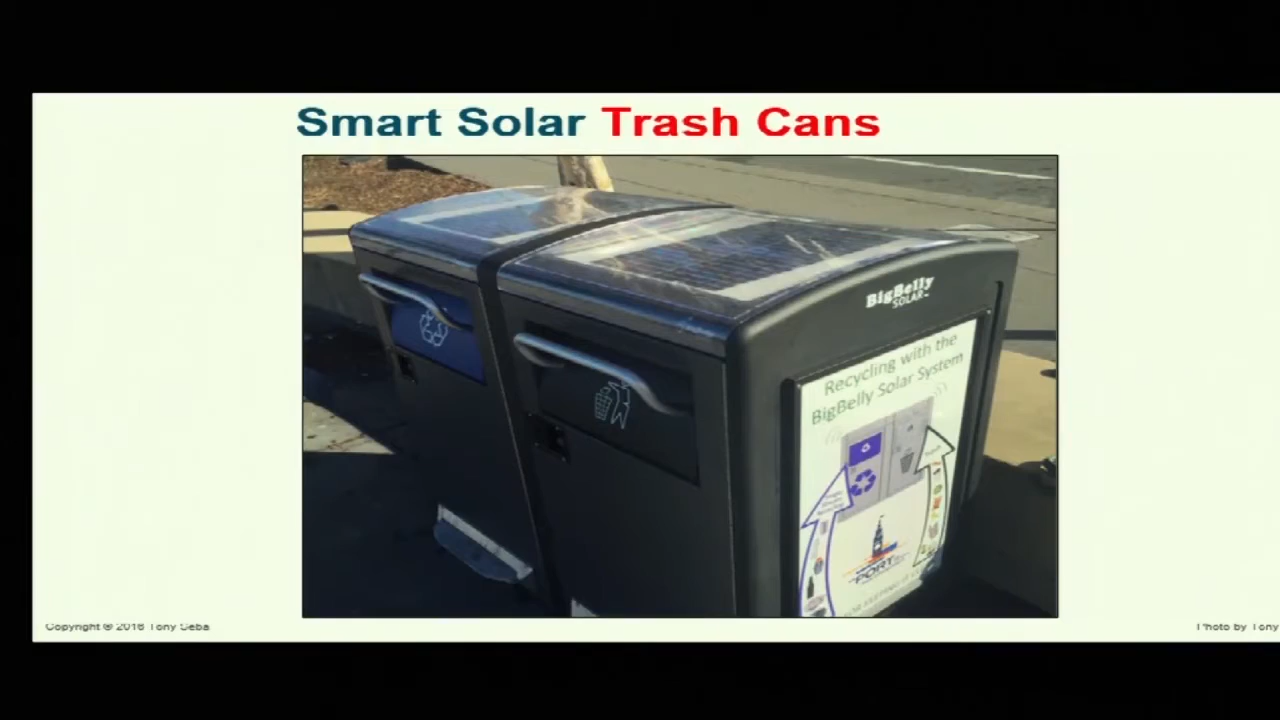 Smart Solar Trash Cans
BigBelly
SOLAR
Recycling with the
BigBelly Solar System
PORT
Copyright © 2016 Tony Seba
Photo by Tony